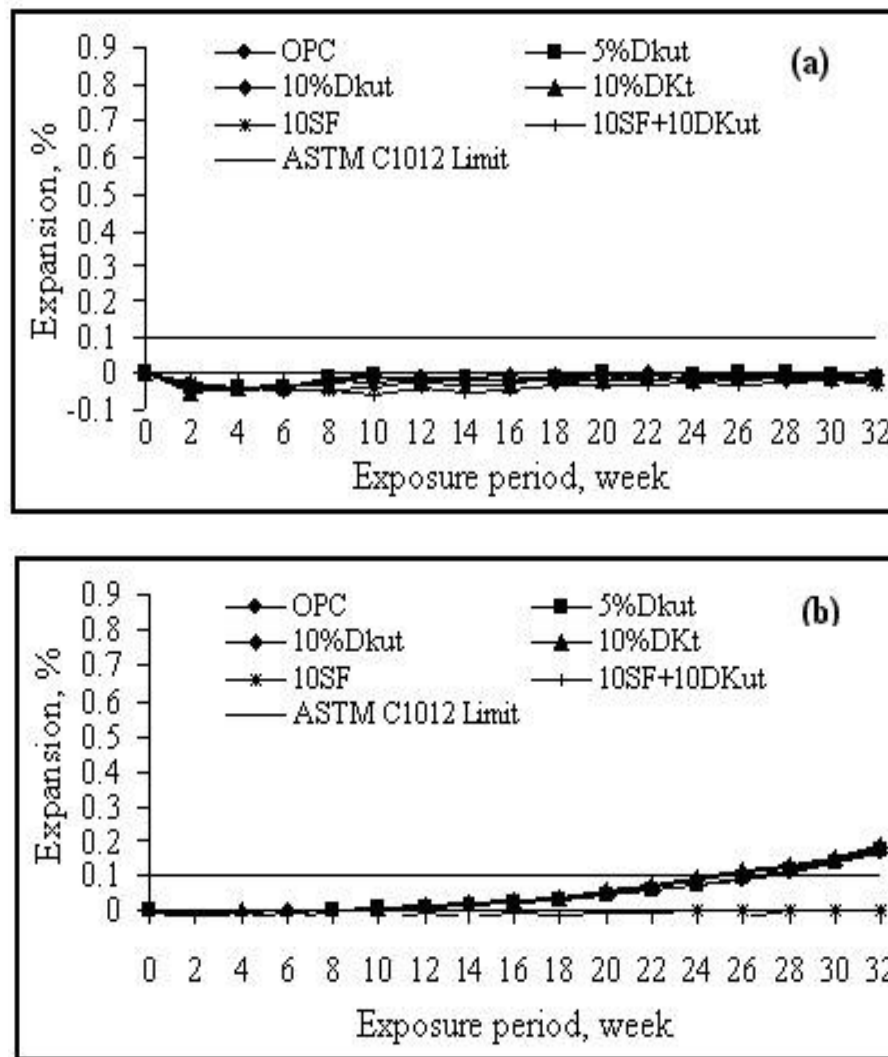 0.9
0.8
0.7
0.6
0.5
0.4
0.3
0.2
0.1
0
-0.1
Expansion, %
OPC 5%Dkut (a)
10%Dkut 10%DKt
10SF 10SF+10DKut
ASTM C1012 Limit
0 2 4 6 8 10 12 14 16 18 20 22 24 26 28 30 32
Exposure period, week
0.9
0.8
0.7
0.6
0.5
0.4
0.3
0.2
0.1
0
Expansion, %
OPC 5%Dkut (b)
10%Dkut 10%DKt
10SF 10SF+10DKut
ASTM C1012 Limit
0 2 4 6 8 10 12 14 16 18 20 22 24 26 28 30 32
Exposure period, week